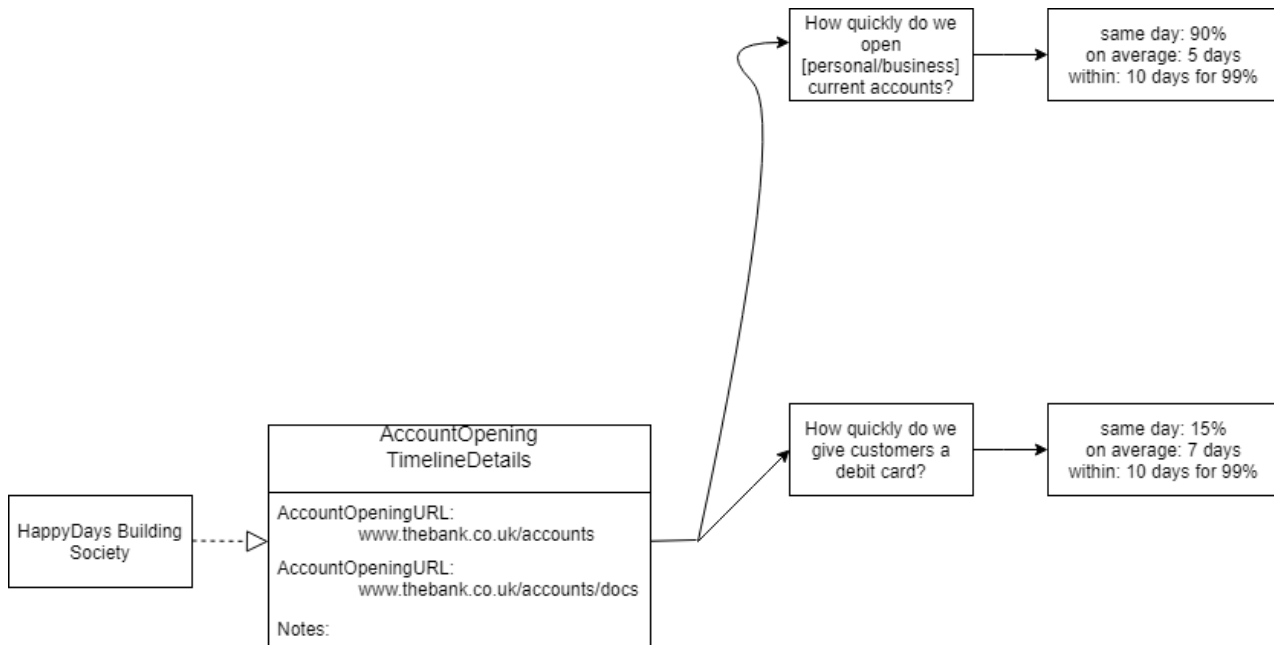 How quickly do we
open
[personal/business]
current accounts?
same day: 90%
on average: 5 days
within: 10 days for 99%
How quickly do we
give customers a
debit card?
same day: 15%
on average: 7 days
within: 10 days for 99%
AccountOpening
TimelineDetails
AccountOpeningURL:
www.thebank.co.uk/accounts
AccountOpeningURL:
www.thebank.co.uk/accounts/docs
Notes:
HappyDays Building
Society